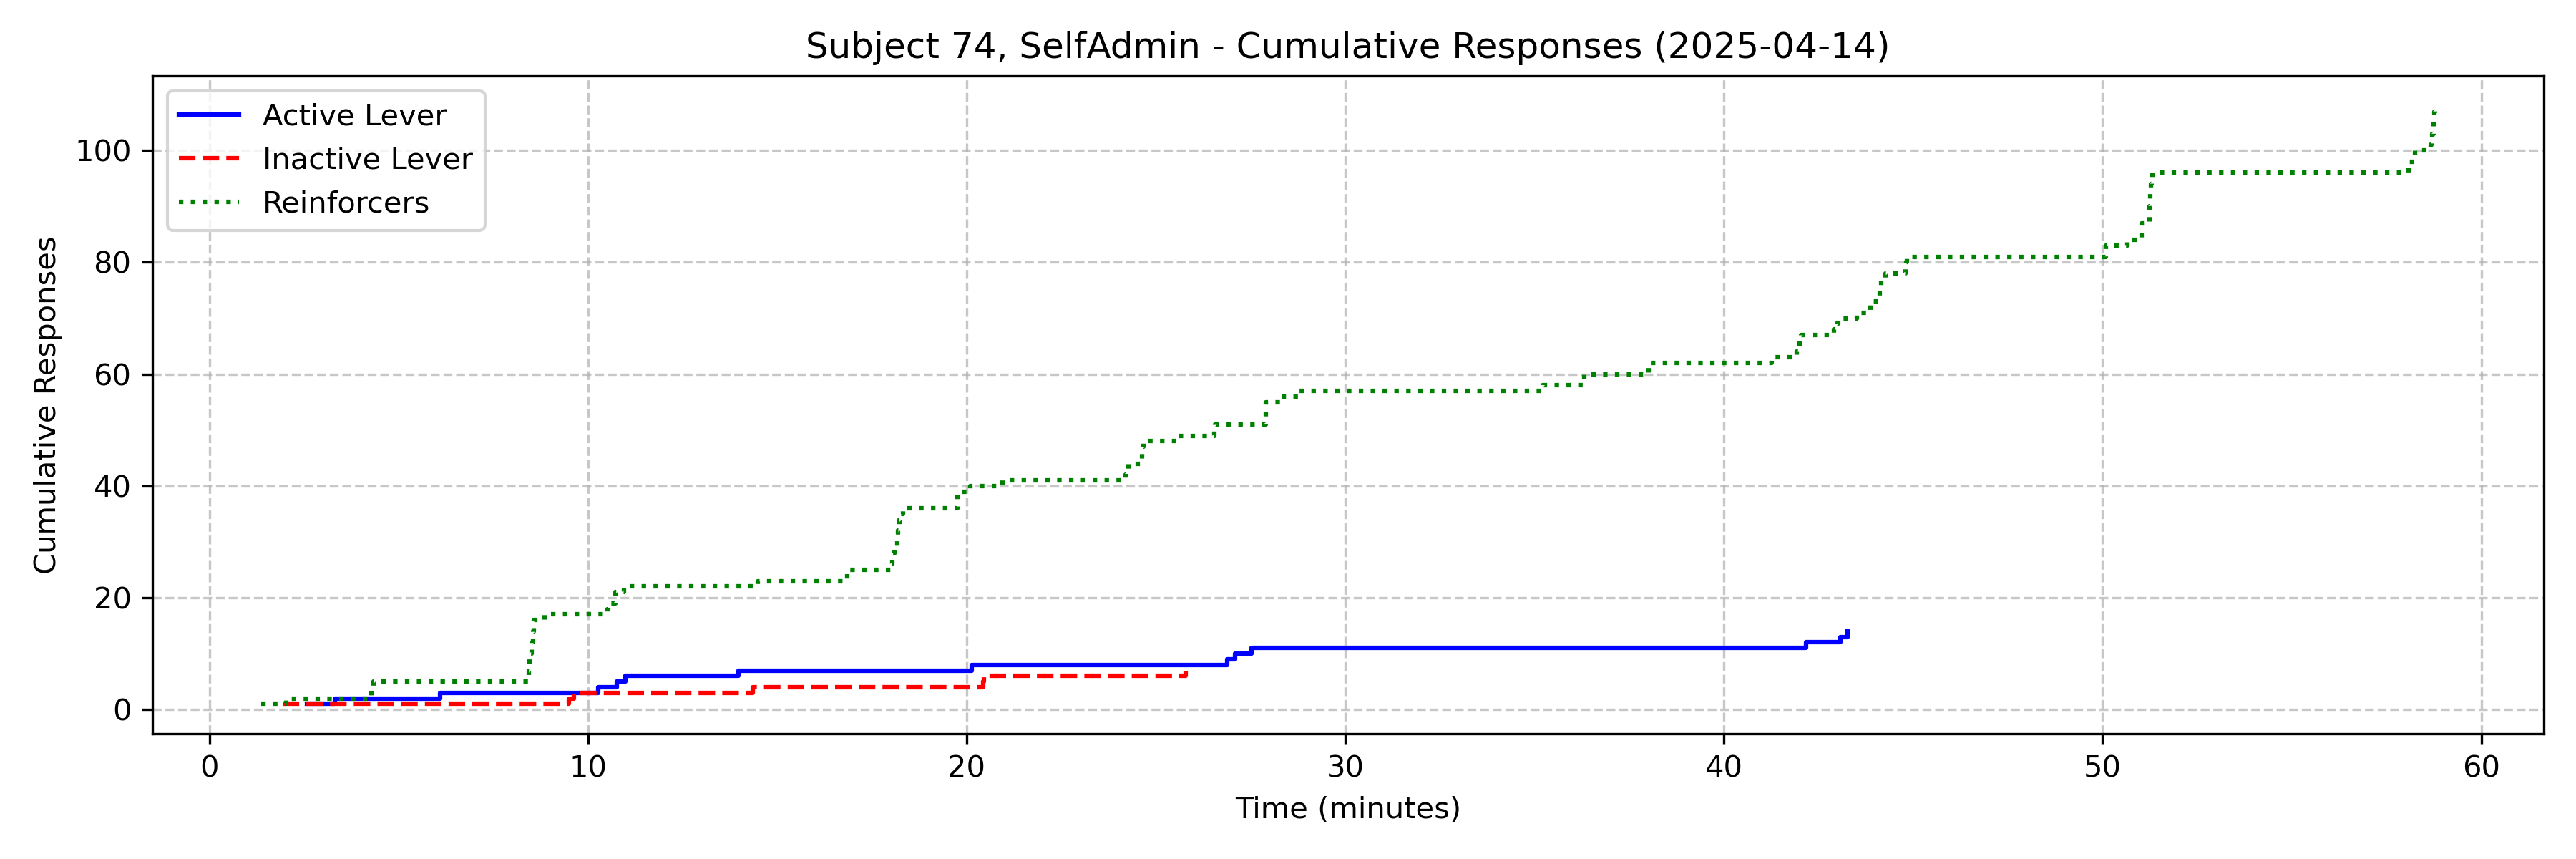 Subject 74, SelfAdmin - Cumulative Responses (2025-04-14)
Active Lever
Inactive Lever
Reinforcers
Cumulative Responses
100
80
60
40
20
0
0 10 20 30 40 50 60
Time (minutes)